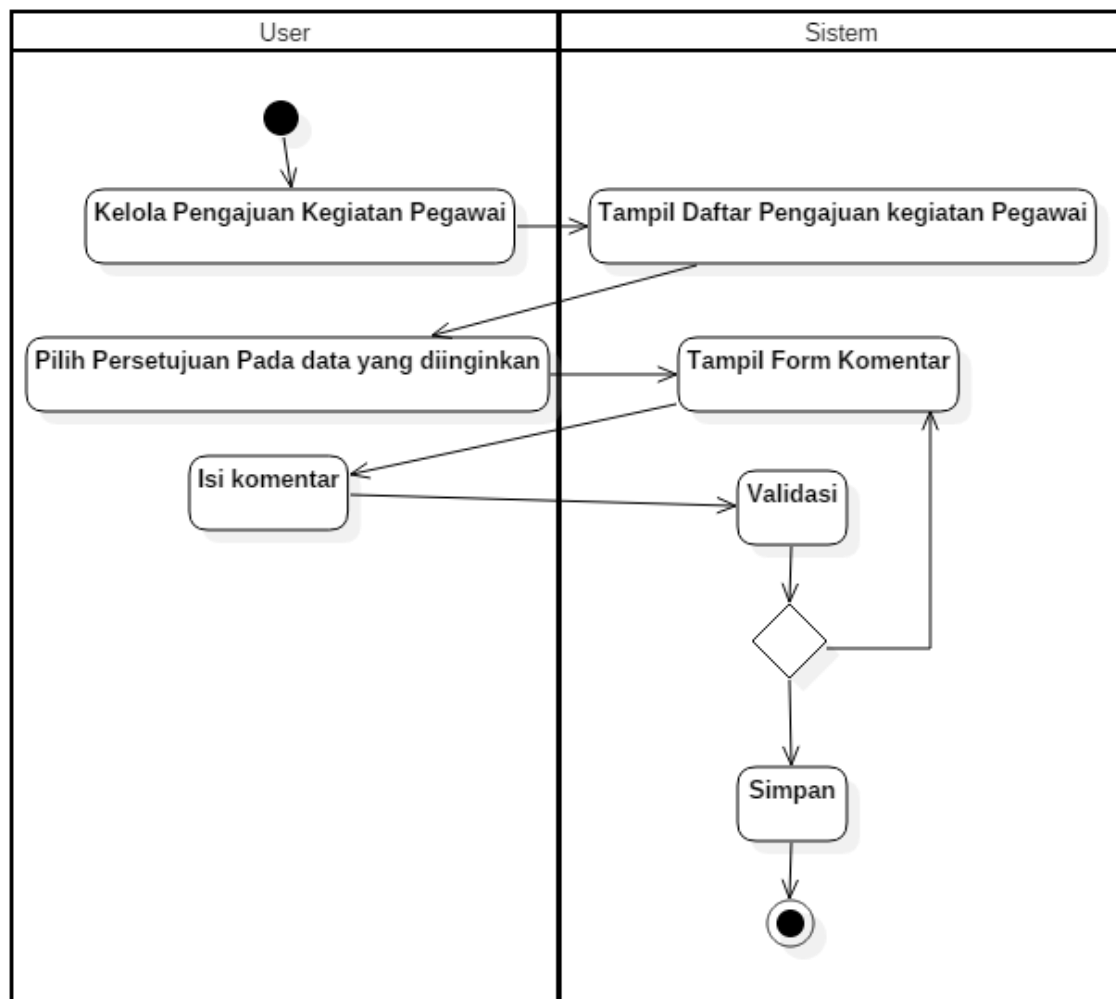 User
Sistem
Kelola Pengajuan Kegiatan Pegawai
Tampil Daftar Pengajuan kegiatan Pegawai
Pilih Persetujuan Pada data yang diinginkan
Tampil Form Komentar
Isi komentar
Validasi
Simpan